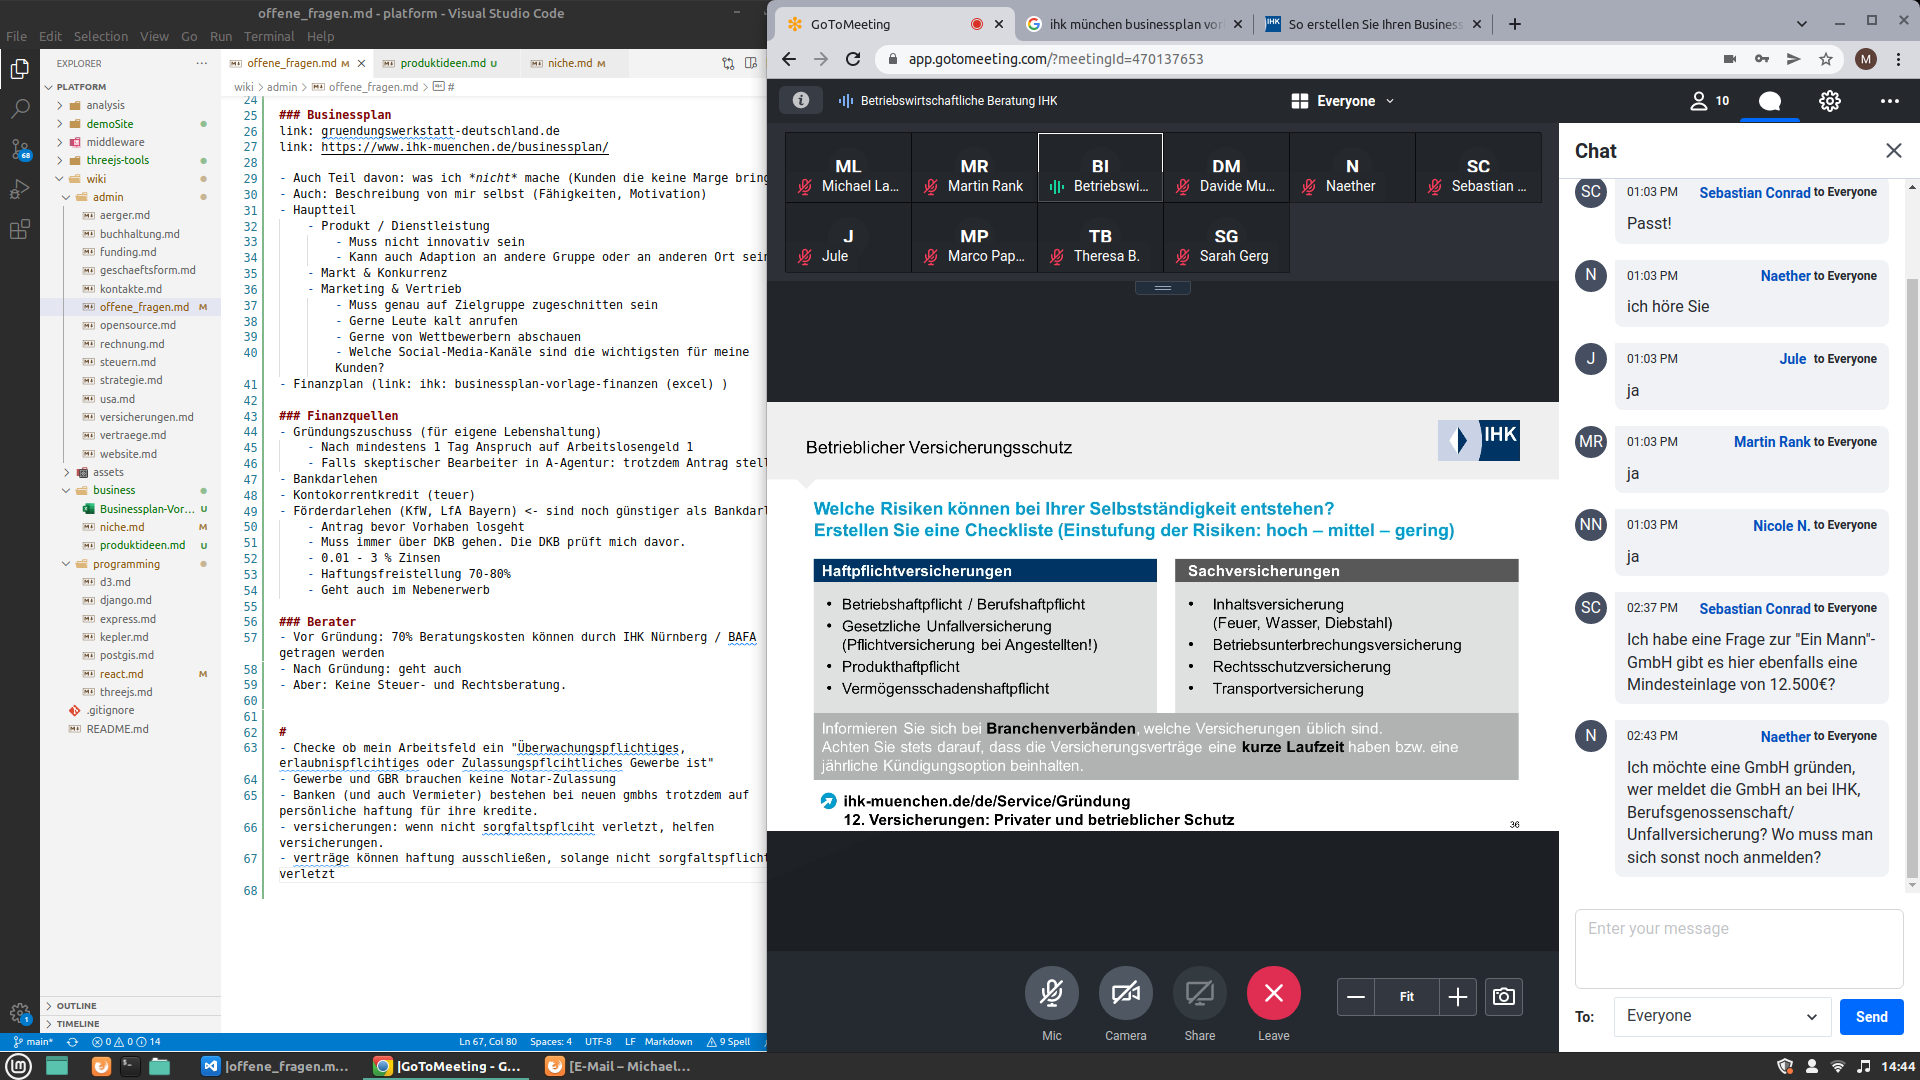 offene_fragen.md - platform - Visual Studio Code
File Edit Selection View Go Run Terminal Help
EXPLORER
PLATFORM
analysis
demoSite
middleware
threejs-tools
wiki
admin
aerger.md
buchhaltung.md
funding.md
geschaeftsform.md
kontakte.md
offene_fragen.md M
opensource.md
rechnung.md
steuern.md
strategie.md
usa.md
versicherungen.md
vertraege.md
website.md
assets
business
Businessplan-Vor... U
niche.md M
produktideen.md U
programming
d3.md
django.md
express.md
kepler.md
postgis.md
react.md M
threejs.md
.gitignore
README.md
OUTLINE
TIMELINE
offene_fragen.md M
produktideen.md U
niche.md M
wiki > admin > offene_fragen.md > #
24
25 ### Businessplan
26 link: gruendungswerkstatt-deutschland.de
27 link: https://www.ihk-muenchen.de/businessplan/
28
29 - Auch Teil davon: was ich *nicht* mache (Kunden die keine Marge bring
30 - Auch: Beschreibung von mir selbst (Fähigkeiten, Motivation)
31 - Hauptteil
32 - Produkt / Dienstleistung
33 - Muss nicht innovativ sein
34 - Kann auch Adaption an andere Gruppe oder an anderen Ort sein
35 - Markt & Konkurrenz
36 - Marketing & Vertrieb
37 - Muss genau auf Zielgruppe zugeschnitten sein
38 - Gerne Leute kalt anrufen
39 - Gerne von Wettbewerbern abschauen
40 - Welche Social-Media-Kanäle sind die wichtigsten für meine
Kunden?
41 - Finanzplan (link: ihk: businessplan-vorlage-finanzen (excel) )
42
43 ### Finanzquellen
44 - Gründungszuschuss (für eigene Lebenshaltung)
45 - Nach mindestens 1 Tag Anspruch auf Arbeitslosengeld 1
46 - Falls skeptischer Bearbeiter in A-Agentur: trotzdem Antrag stell
47 - Bankdarlehen
48 - Kontokorrentkredit (teuer)
49 - Förderdarlehen (KfW, LfA Bayern) <- sind noch günstiger als Bankdarl
50 - Antrag bevor Vorhaben losgeht
51 - Muss immer über DKB gehen. Die DKB prüft mich davor.
52 - 0.01 - 3 % Zinsen
53 - Haftungsfreistellung 70-80%
54 - Geht auch im Nebenerwerb
55
56 ### Berater
57 - Vor Gründung: 70% Beratungskosten können durch IHK Nürnberg / BAFA
getragen werden
58 - Nach Gründung: geht auch
59 - Aber: Keine Steuer- und Rechtsberatung.
60
61
62 #
63 - Checke ob mein Arbeitsfeld ein "Überwachungspflichtiges,
erlaubnispflcihtiges oder Zulassungspflcihtliches Gewerbe ist"
64 - Gewerbe und GBR brauchen keine Notar-Zulassung
65 - Banken (und auch Vermieter) bestehen bei neuen gmbhs trotzdem auf
persönliche haftung für ihre kredite.
66 - versicherungen: wenn nicht sorgfaltspflciht verletzt, helfen
versicherungen.
67 - verträge können haftung ausschließen, solange nicht sorgfaltspflicht
verletzt
68
main* 0 0 14 Ln 67, Col 80 Spaces: 4 UTF-8 LF Markdown 9 Spell
68
1
GoToMeeting
ihk münchen businessplan vor
IHK
So erstellen Sie Ihren Business
app.gotomeeting.com/?meetingId=470137653
M
Betriebswirtschaftliche Beratung IHK
Everyone
10
ML Michael La...
MR Martin Rank
BI Betriebswi...
DM Davide Mu...
N Naether
SC Sebastian ...
J Jule
MP Marco Pap...
TB Theresa B.
SG Sarah Gerg
Betrieblicher Versicherungsschutz
IHK
Welche Risiken können bei Ihrer Selbstständigkeit entstehen?
Erstellen Sie eine Checkliste (Einstufung der Risiken: hoch – mittel – gering)
Haftpflichtversicherungen
• Betriebshaftpflicht / Berufshaftpflicht
• Gesetzliche Unfallversicherung
(Pflichtversicherung bei Angestellten!)
• Produkthaftpflicht
• Vermögensschadenshaftpflicht
Sachversicherungen
• Inhaltsversicherung
(Feuer, Wasser, Diebstahl)
• Betriebsunterbrechungsversicherung
• Rechtsschutzversicherung
• Transportversicherung
Informieren Sie sich bei Branchenverbänden, welche Versicherungen üblich sind.
Achten Sie stets darauf, dass die Versicherungsverträge eine kurze Laufzeit haben bzw. eine
jährliche Kündigungsoption beinhalten.
ihk-muenchen.de/de/Service/Gründung
12. Versicherungen: Privater und betrieblicher Schutz
36
Mic
Camera
Share
Leave
Fit
Chat
SC 01:03 PM Sebastian Conrad to Everyone
Passt!
N 01:03 PM Naether to Everyone
ich höre Sie
J 01:03 PM Jule to Everyone
ja
MR 01:03 PM Martin Rank to Everyone
ja
NN 01:03 PM Nicole N. to Everyone
ja
SC 02:37 PM Sebastian Conrad to Everyone
Ich habe eine Frage zur "Ein Mann"-
GmbH gibt es hier ebenfalls eine
Mindesteinlage von 12.500€?
N 02:43 PM Naether to Everyone
Ich möchte eine GmbH gründen,
wer meldet die GmbH an bei IHK,
Berufsgenossenschaft/
Unfallversicherung? Wo muss man
sich sonst noch anmelden?
Enter your message
To: Everyone
Send
|offene_fragen.m...
|GoToMeeting - G...
[E-Mail – Michael...
14:44